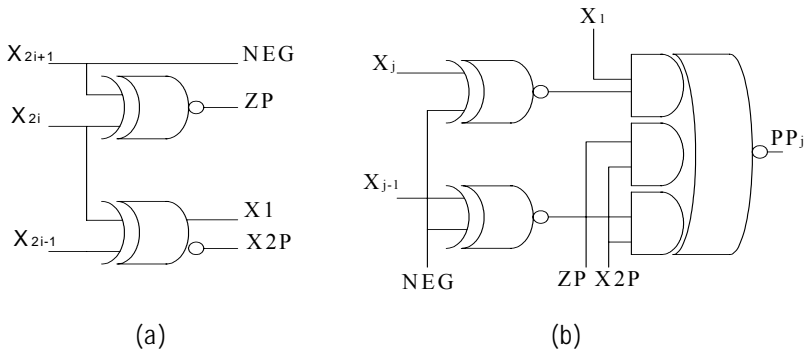 X2i+1
NEG
ZP
X2i
X1
X2i-1
X2P
(a)
X1
Xj
PPj
Xj-1
NEG
ZP
X2P
(b)